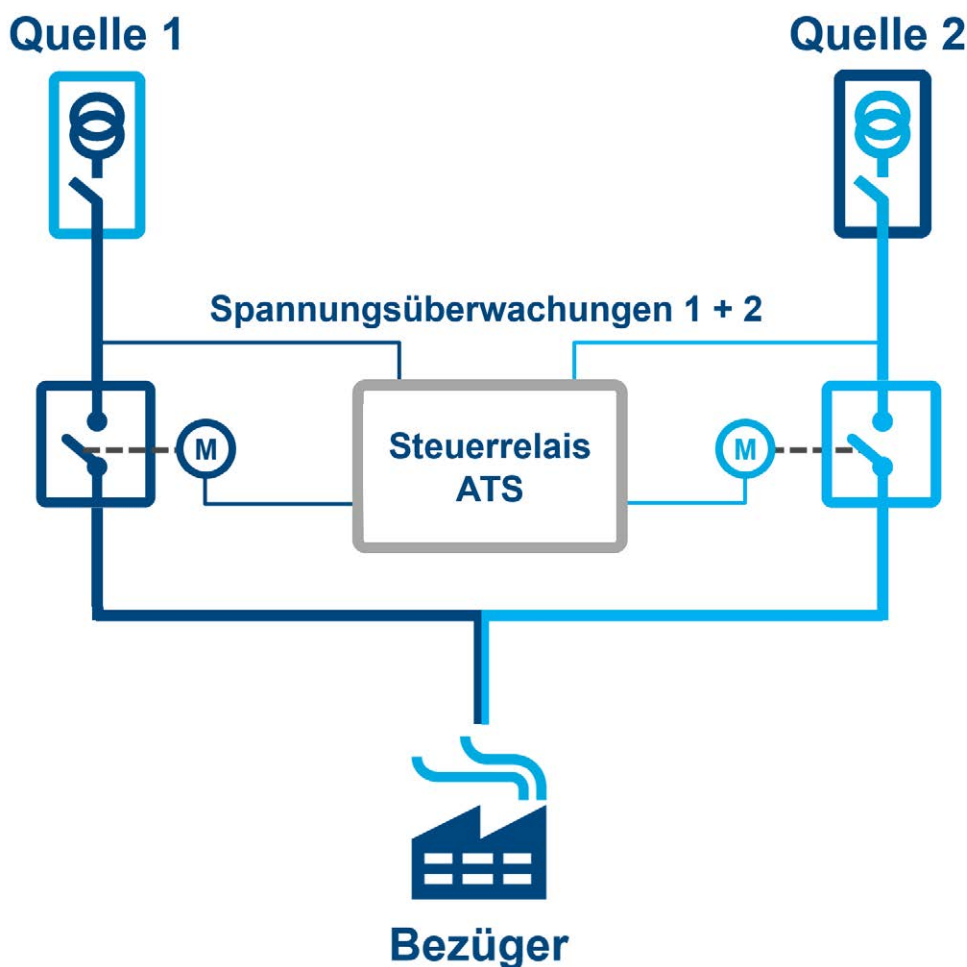 Quelle 1
Quelle 2
Spannungsüberwachungen 1 + 2
M
Steuerrelais
ATS
M
Bezüger